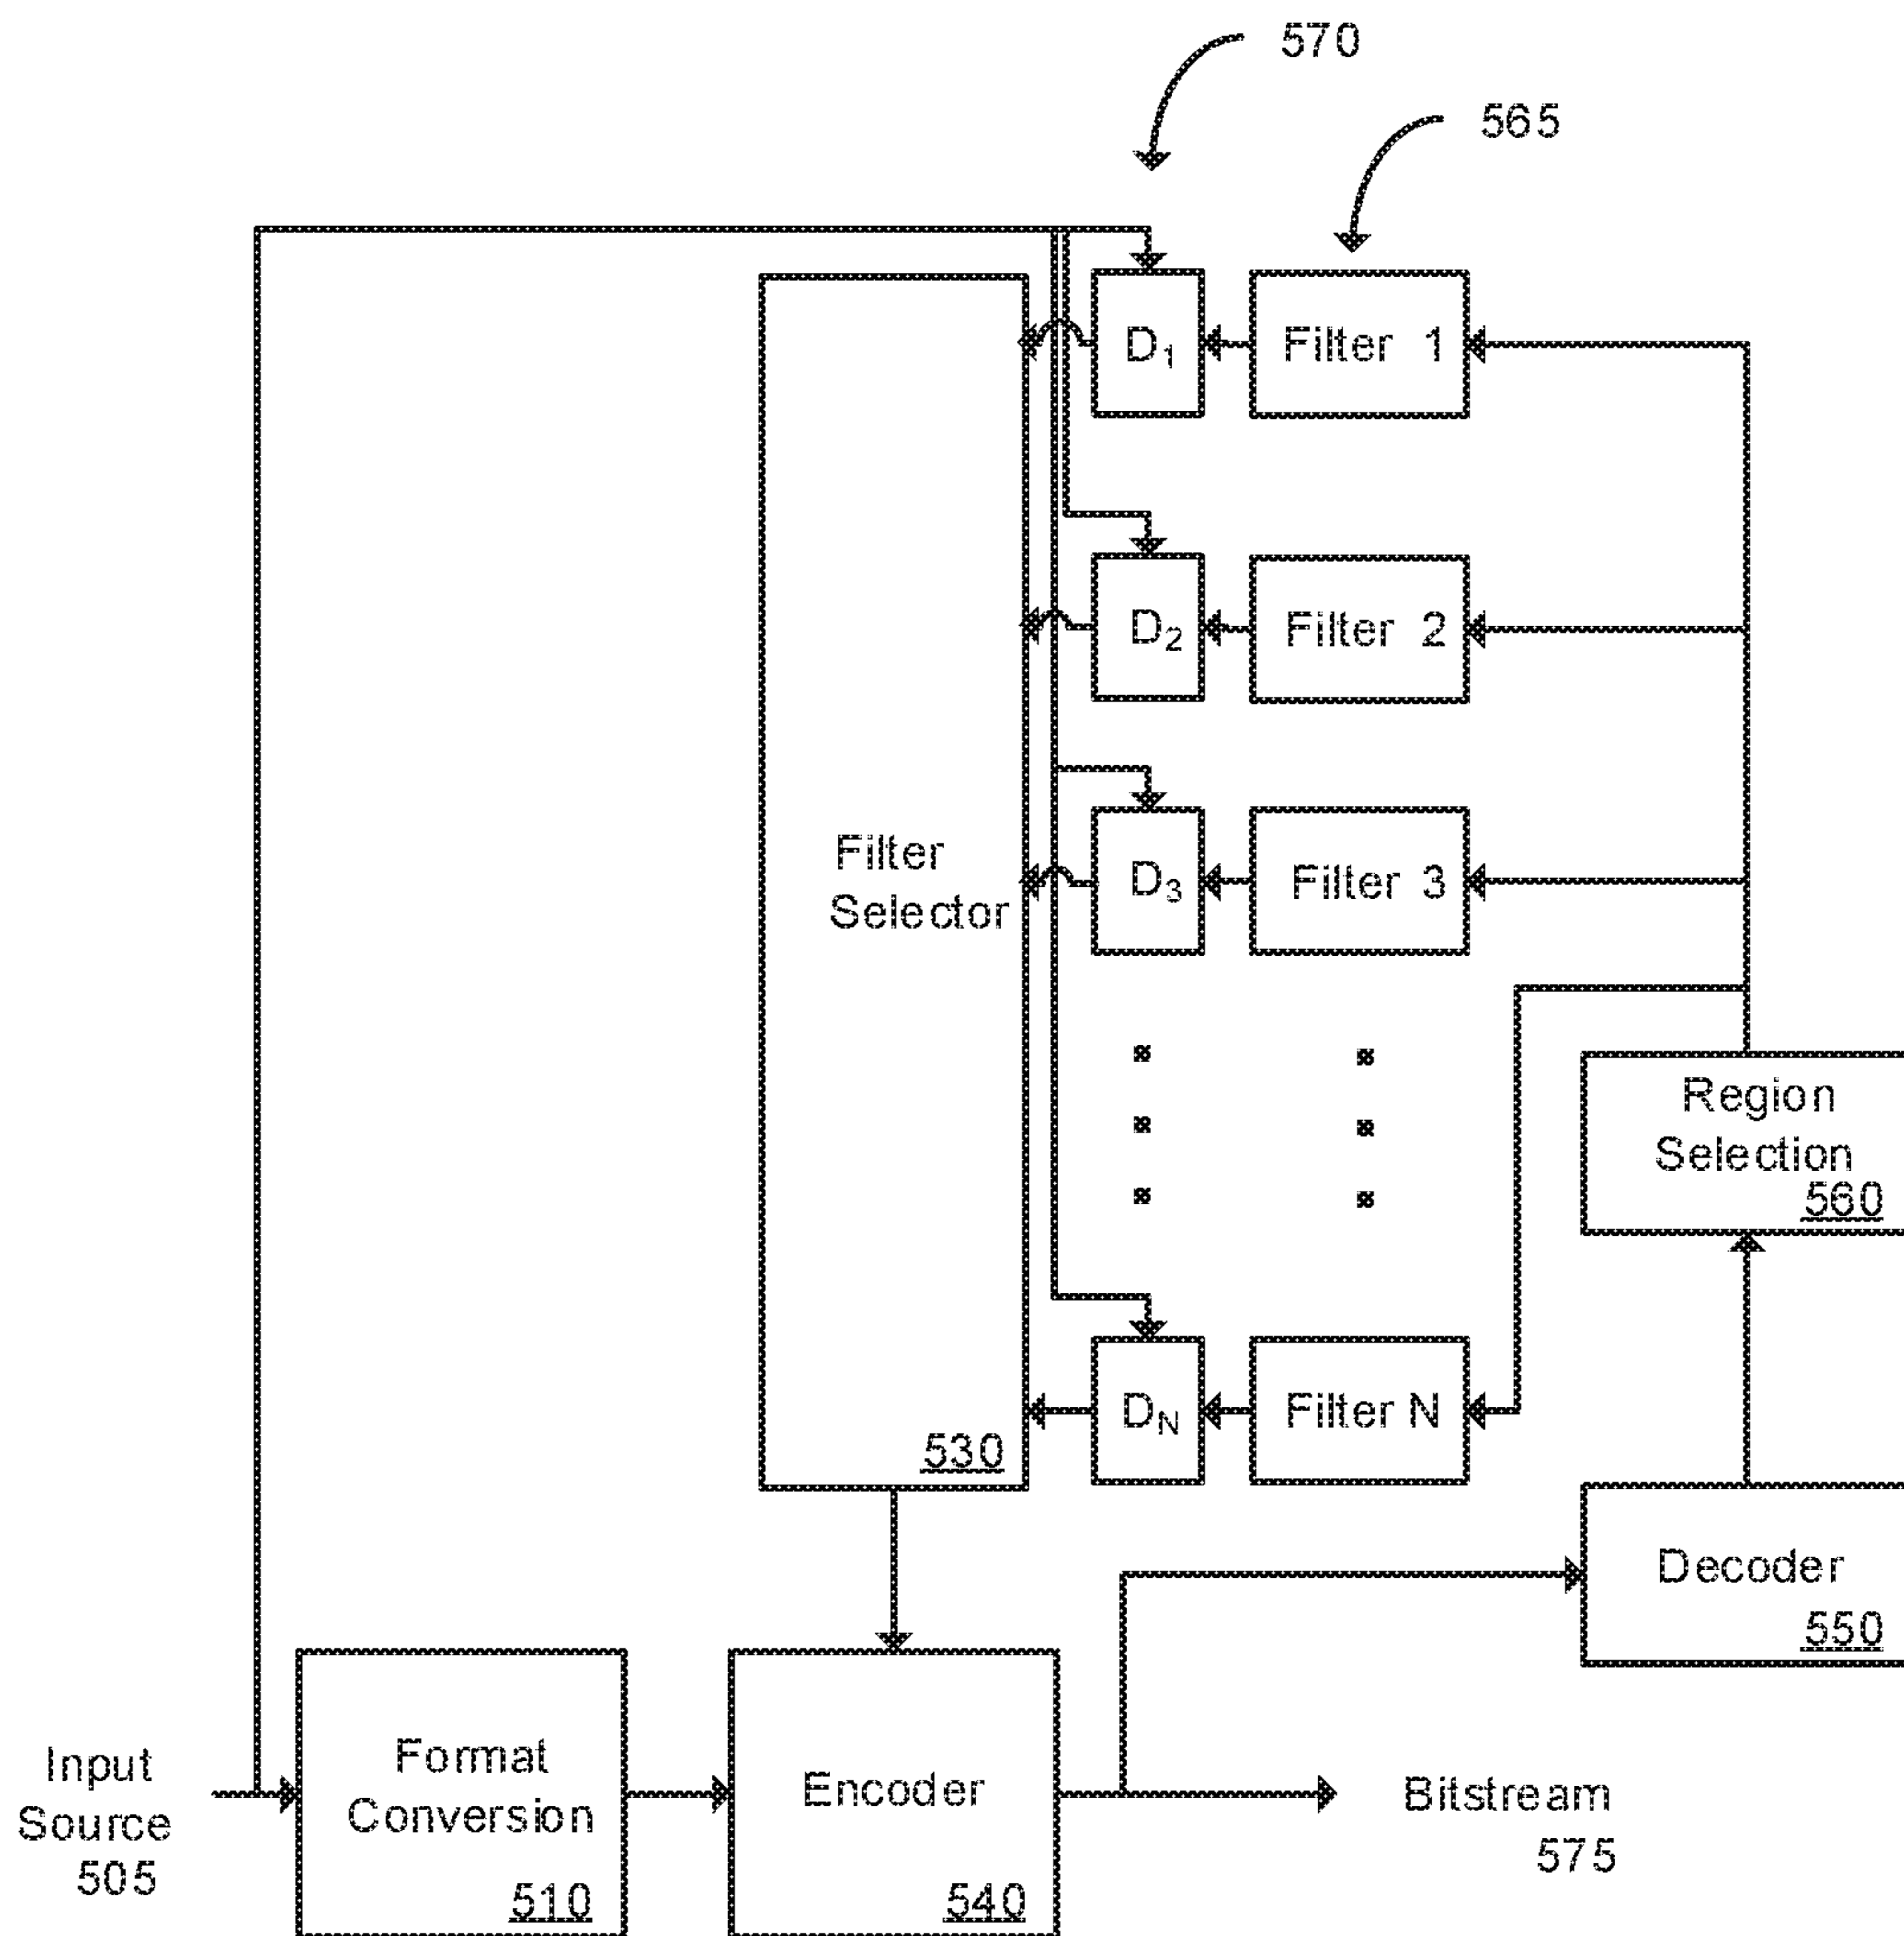 570
565
D1
Filter 1
D2
Filter 2
Filter
Selector
530
D3
Filter 3
Region
Selection
560
DN
Filter N
Decoder
550
Input
Source
505
Format
Conversion
510
Encoder
540
Bitstream
575